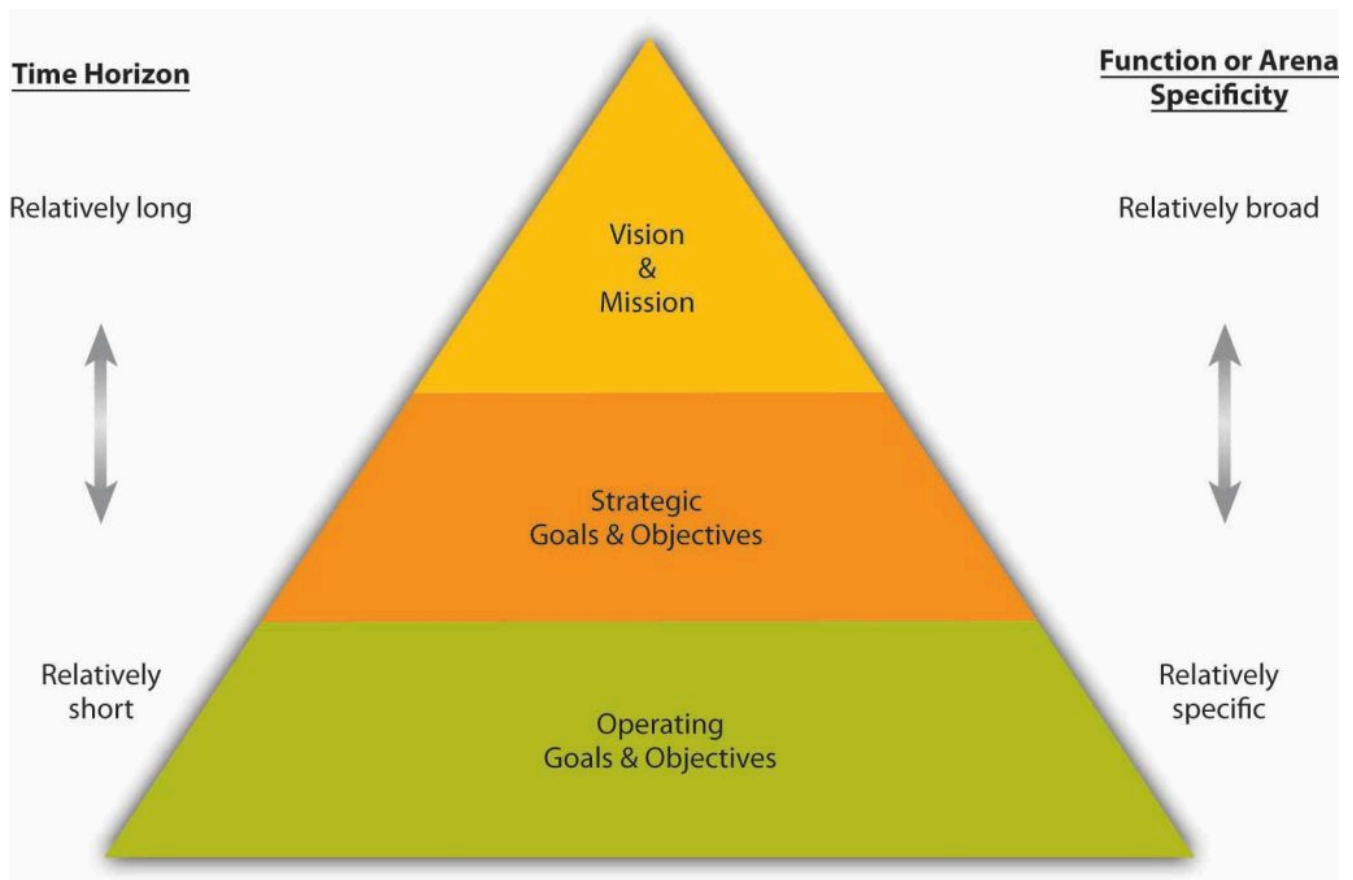 Time Horizon
Function or Arena
Specificity
Relatively long
Relatively broad
Vision
&
Mission
Strategic
Goals & Objectives
Relatively
short
Relatively
specific
Operating
Goals & Objectives